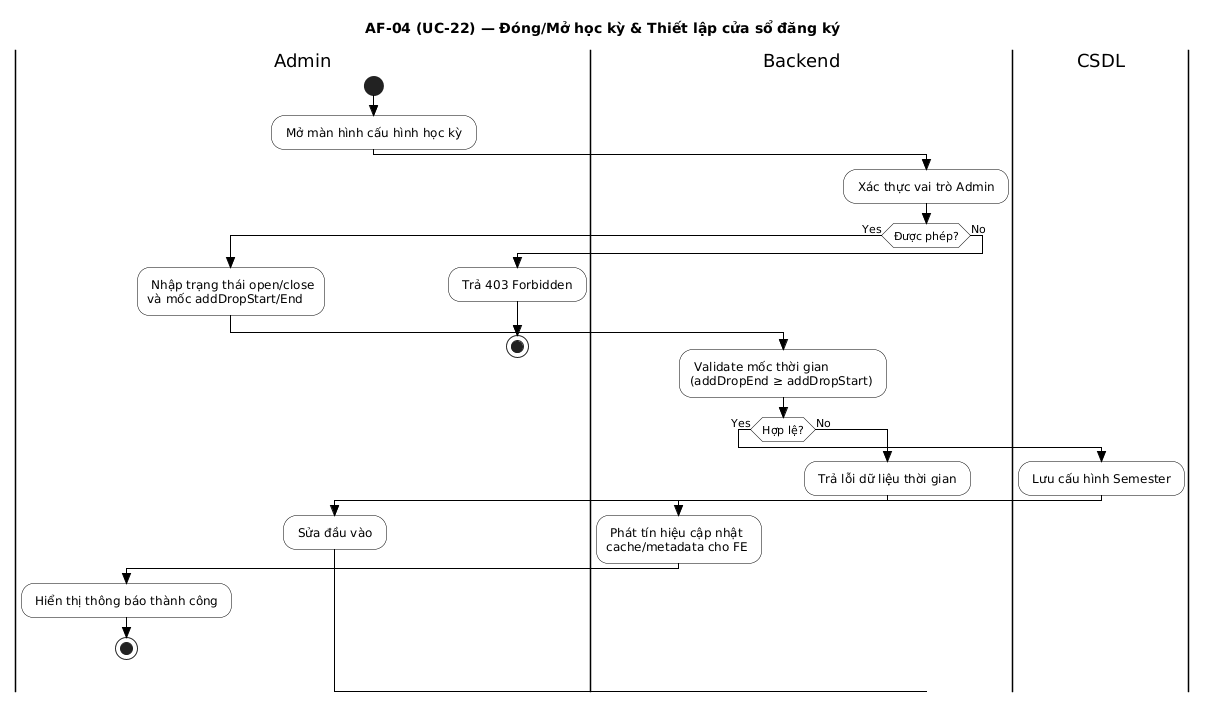 AF-04 (UC-22) — Đóng/Mở học kỳ & Thiết lập cửa sổ đăng ký
Admin
Backend
CSDL
Mở màn hình cấu hình học kỳ
Xác thực vai trò Admin
Yes
Được phép?
No
Nhập trạng thái open/close
và mốc addDropStart/End
Trả 403 Forbidden
Validate mốc thời gian
(addDropEnd ≥ addDropStart)
Yes
Hợp lệ?
No
Trả lỗi dữ liệu thời gian
Lưu cấu hình Semester
Sửa đầu vào
Phát tín hiệu cập nhật
cache/metadata cho FE
Hiển thị thông báo thành công